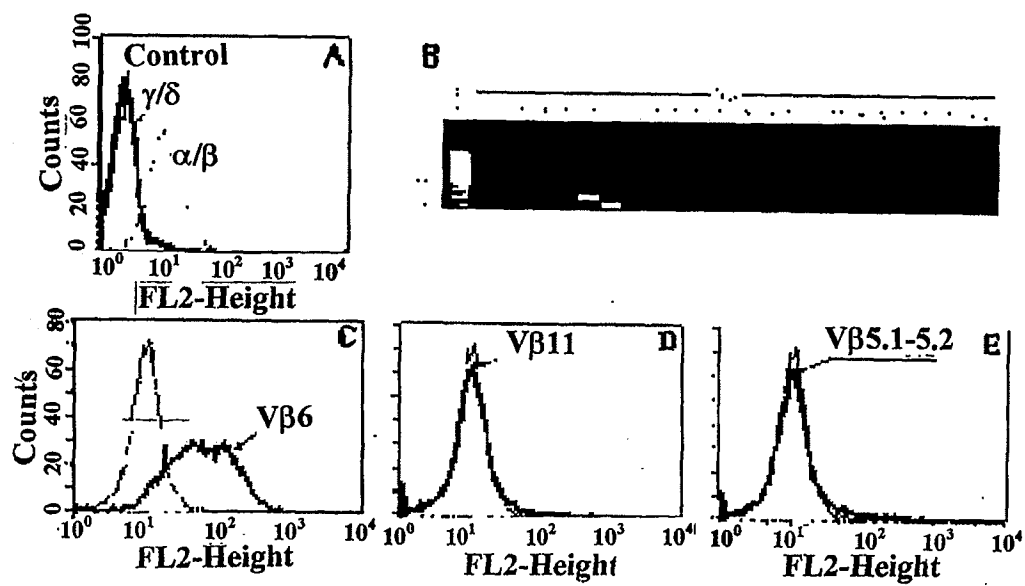 A
Control
γ/δ
α/β
Counts
100
80
60
40
20
0
10⁰ 10¹ 10² 10³ 10⁴
FL2-Height
B
C
Vβ6
Counts
80
60
40
20
0
10⁰ 10¹ 10² 10³ 10⁴
FL2-Height
D
Vβ11
10⁰ 10¹ 10² 10³ 10⁴
FL2-Height
E
Vβ5.1-5.2
10⁰ 10¹ 10² 10³ 10⁴
FL2-Height